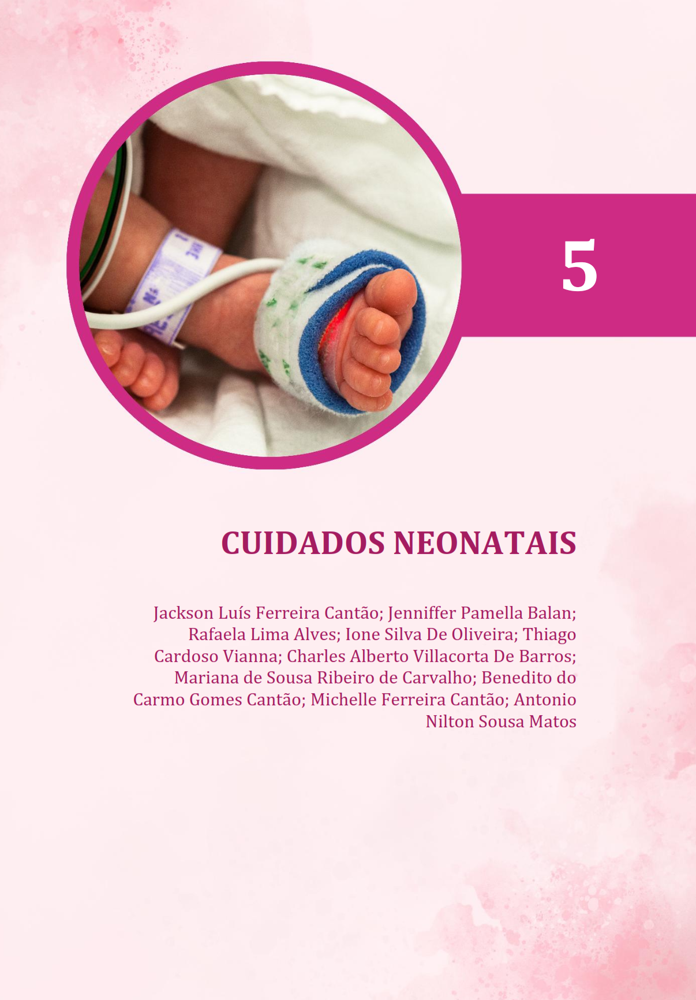 5
CUIDADOS NEONATAIS
Jackson Luís Ferreira Cantão; Jenniffer Pamella Balan;
Rafaela Lima Alves; Ione Silva De Oliveira; Thiago
Cardoso Vianna; Charles Alberto Villacorta De Barros;
Mariana de Sousa Ribeiro de Carvalho; Benedito do
Carmo Gomes Cantão; Michelle Ferreira Cantão; Antonio
Nilton Sousa Matos